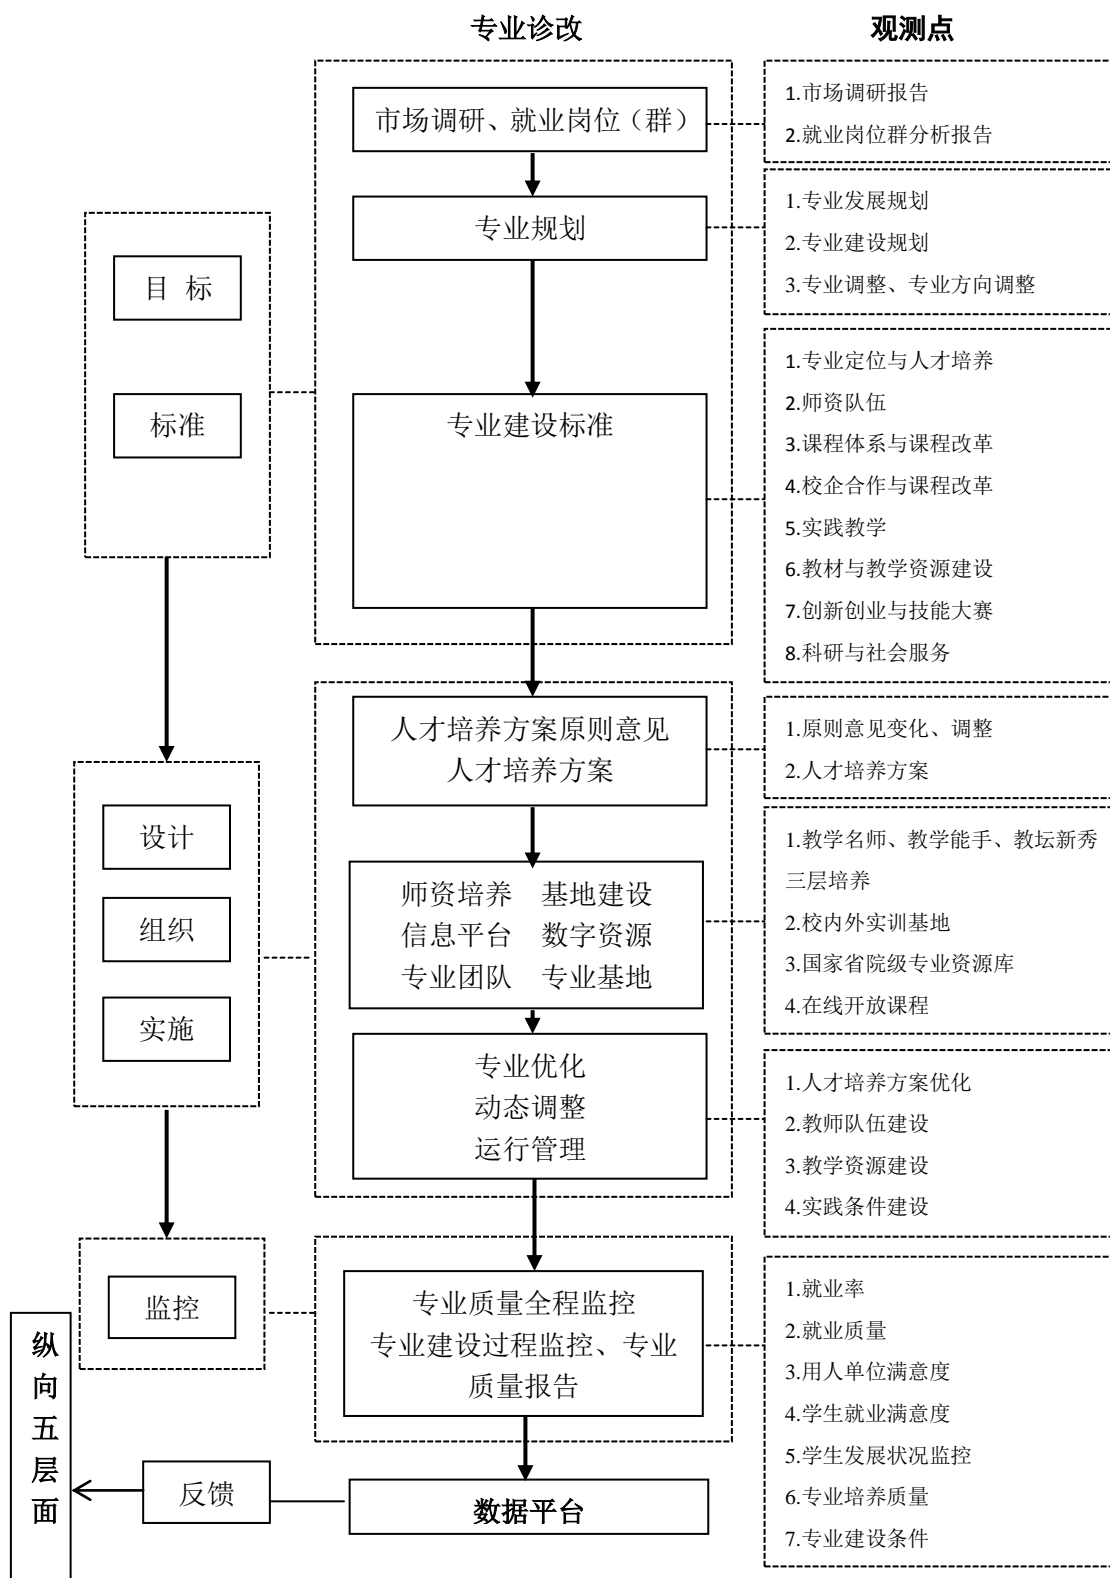 专业诊改
观测点
市场调研、就业岗位（群）
1.市场调研报告
2.就业岗位群分析报告
专业规划
1.专业发展规划
2.专业建设规划
3.专业调整、专业方向调整
目 标
标准
专业建设标准
1.专业定位与人才培养
2.师资队伍
3.课程体系与课程改革
4.校企合作与课程改革
5.实践教学
6.教材与教学资源建设
7.创新创业与技能大赛
8.科研与社会服务
人才培养方案原则意见
人才培养方案
1.原则意见变化、调整
2.人才培养方案
设计
组织
实施
师资培养 基地建设
信息平台 数字资源
专业团队 专业基地
1.教学名师、教学能手、教坛新秀
三层培养
2.校内外实训基地
3.国家省院级专业资源库
4.在线开放课程
专业优化
动态调整
运行管理
1.人才培养方案优化
2.教师队伍建设
3.教学资源建设
4.实践条件建设
监控
专业质量全程监控
专业建设过程监控、专业
质量报告
1.就业率
2.就业质量
3.用人单位满意度
4.学生就业满意度
5.学生发展状况监控
6.专业培养质量
7.专业建设条件
纵
向
五
层
面
反馈
数据平台